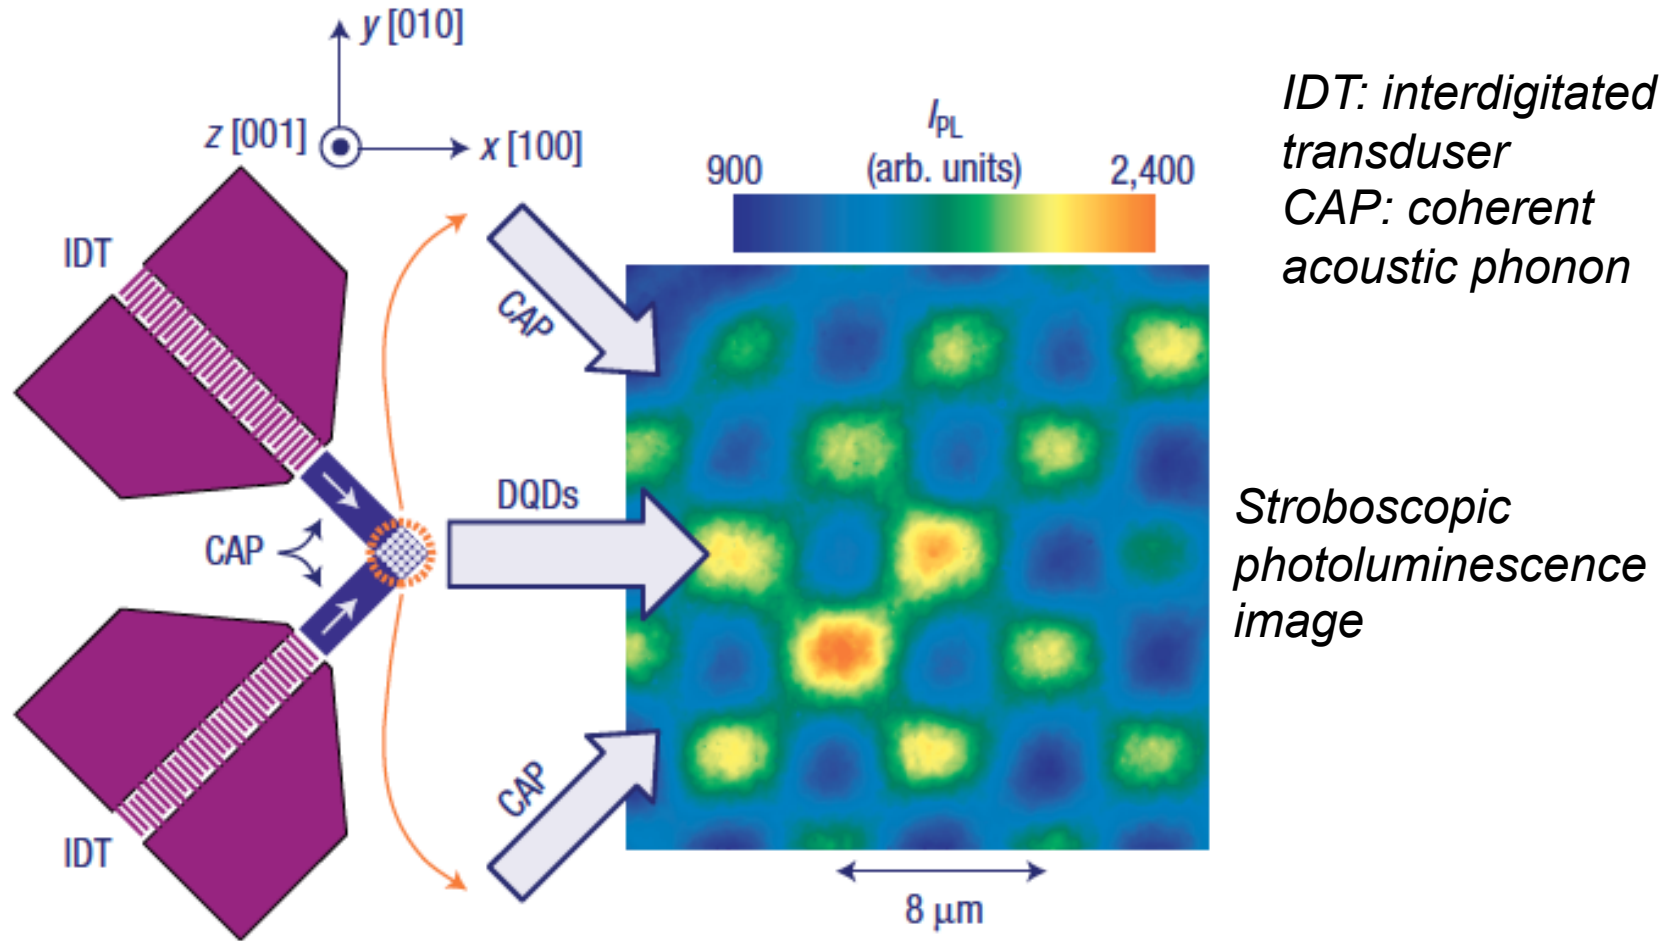 y [010]
z [001]
x [100]
IDT
CAP
IDT
CAP
DQDs
CAP
I PL
(arb. units)
900
2,400
8 μm
IDT: interdigitated
transduser
CAP: coherent
acoustic phonon
Stroboscopic
photoluminescence
image